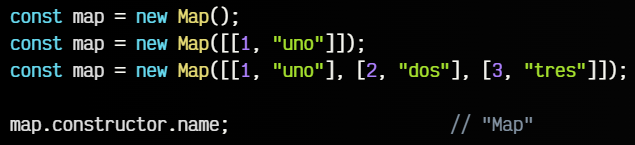 const map = new Map();
const map = new Map([[1, "uno"]]);
const map = new Map([[1, "uno"], [2, "dos"], [3, "tres"]]);
map.constructor.name; // "Map"